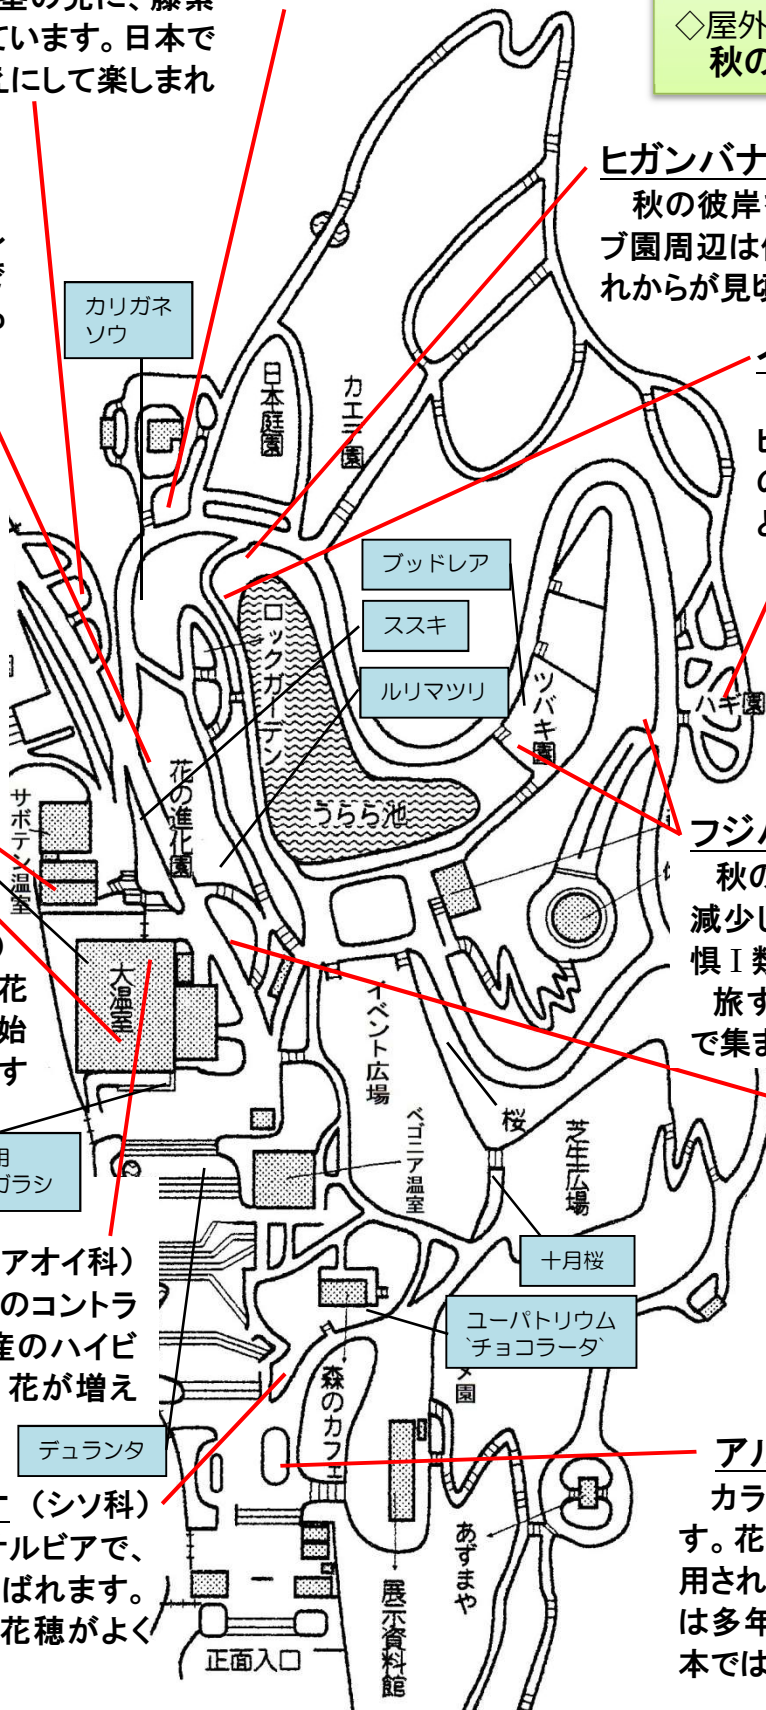 の先に、藤紫
ています。日本で
えにして楽しまれ
◇屋外
秋の
ヒガンバナ
秋の彼岸
ブ園周辺は
れからが見頃
カリガネ
ソウ
日本庭園
カエデ園
ブッドレア
ススキ
ルリマツリ
ロックガーデン
ツバキ園
ハギ園
うらら池
花の進化園
サボテン温室
大温室
フジバ
秋の
減少し
惧Ⅰ類
旅す
で集ま
花
始
す
イベント広場
桜
芝生広場
ベゴニア温室
用
ガラシ
アオイ科）
のコントラ
産のハイビ
花が増え
十月桜
ユーパトリウム
`チョコラータ`
園
森のカフェ
デュランタ
（シソ科）
サルビアで、
ばれます。
花穂がよく
アル
カラ
す。花
用され
は多年
本では
あずまや
展示資料館
正面入口